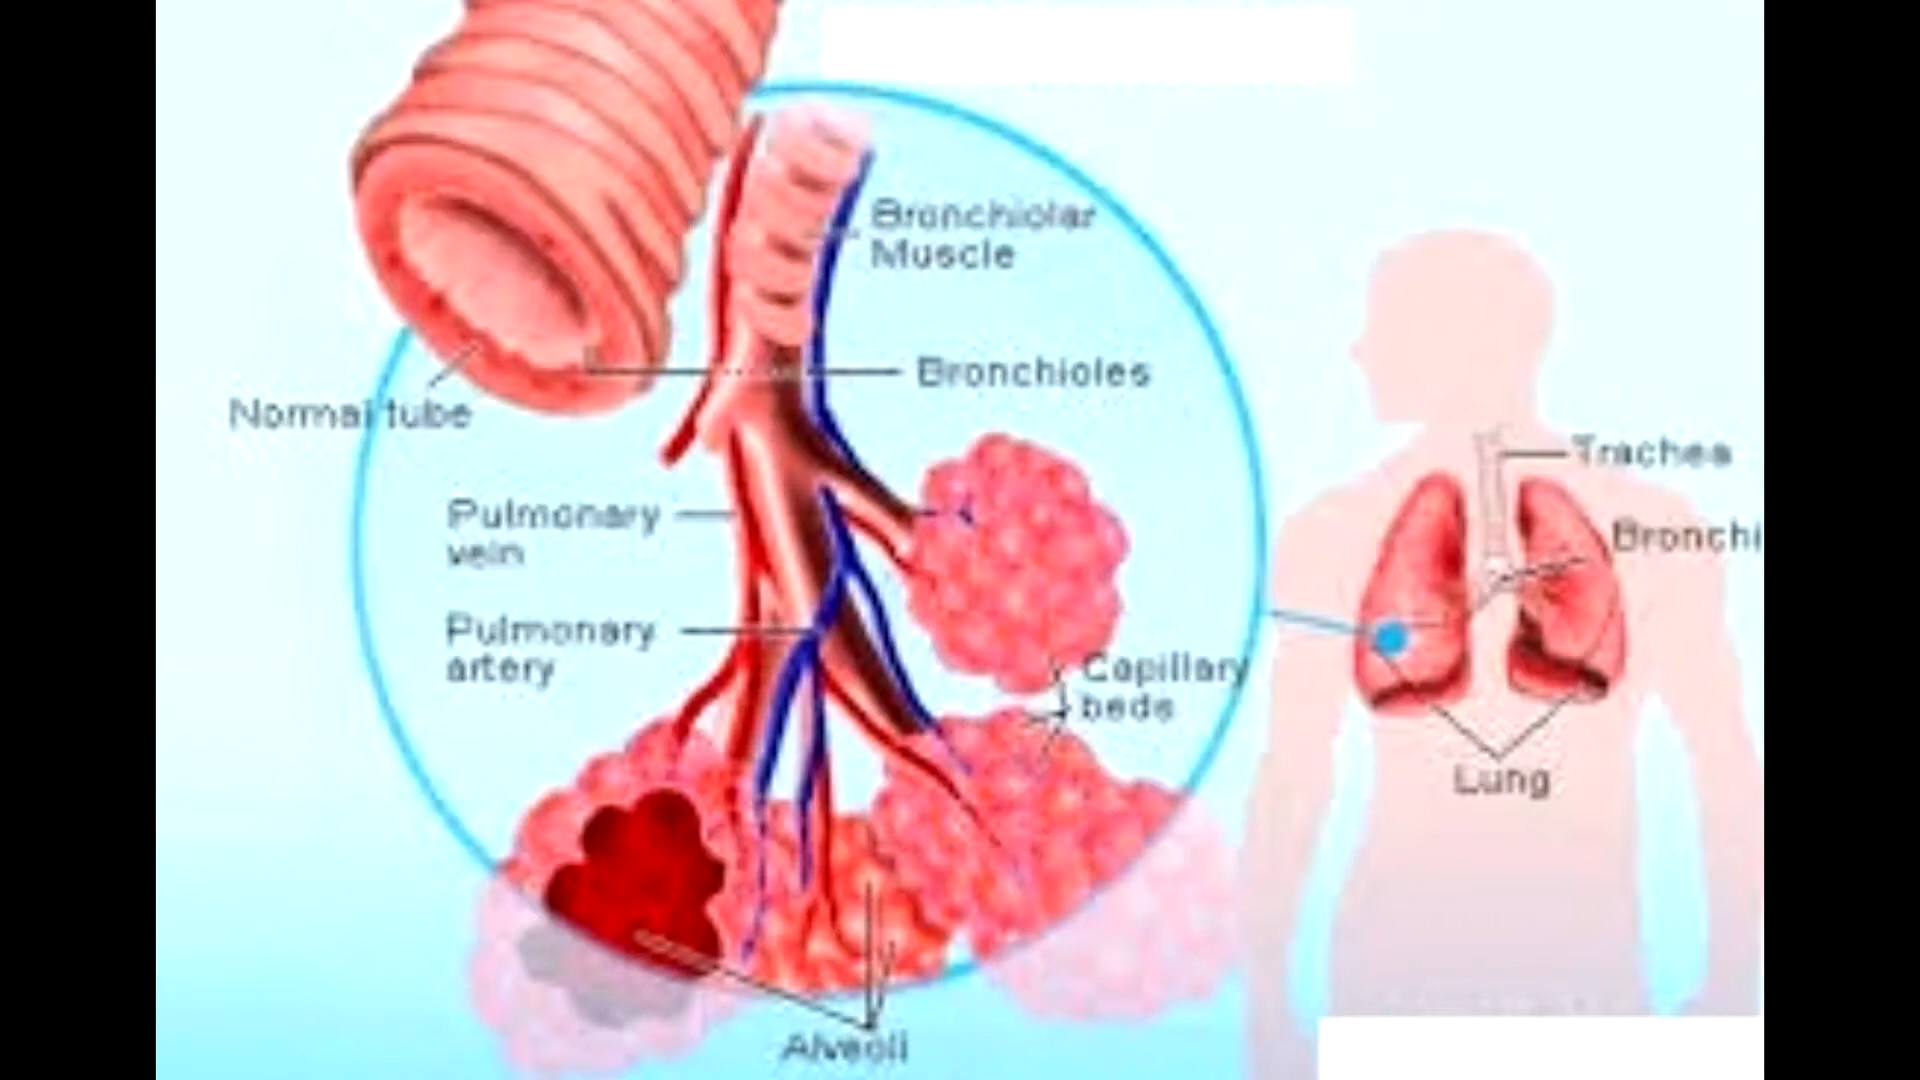 Bronchiolar
Muscle
Bronchioles
Normal tube
Pulmonary
vein
Pulmonary
artery
Capillary
beds
Alveoli
Trachea
Bronchi
Lung